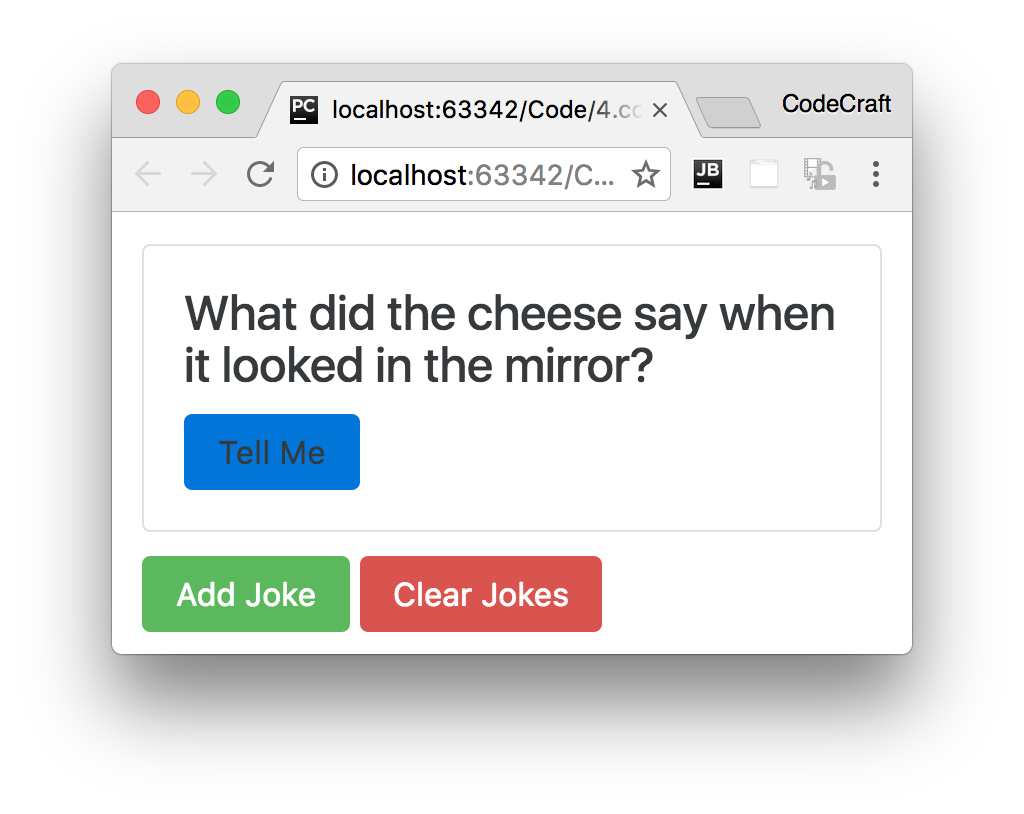 PC localhost:63342/Code/4.co CodeCraft
localhost:63342/C... JB
What did the cheese say when
it looked in the mirror?
Tell Me
Add Joke Clear Jokes